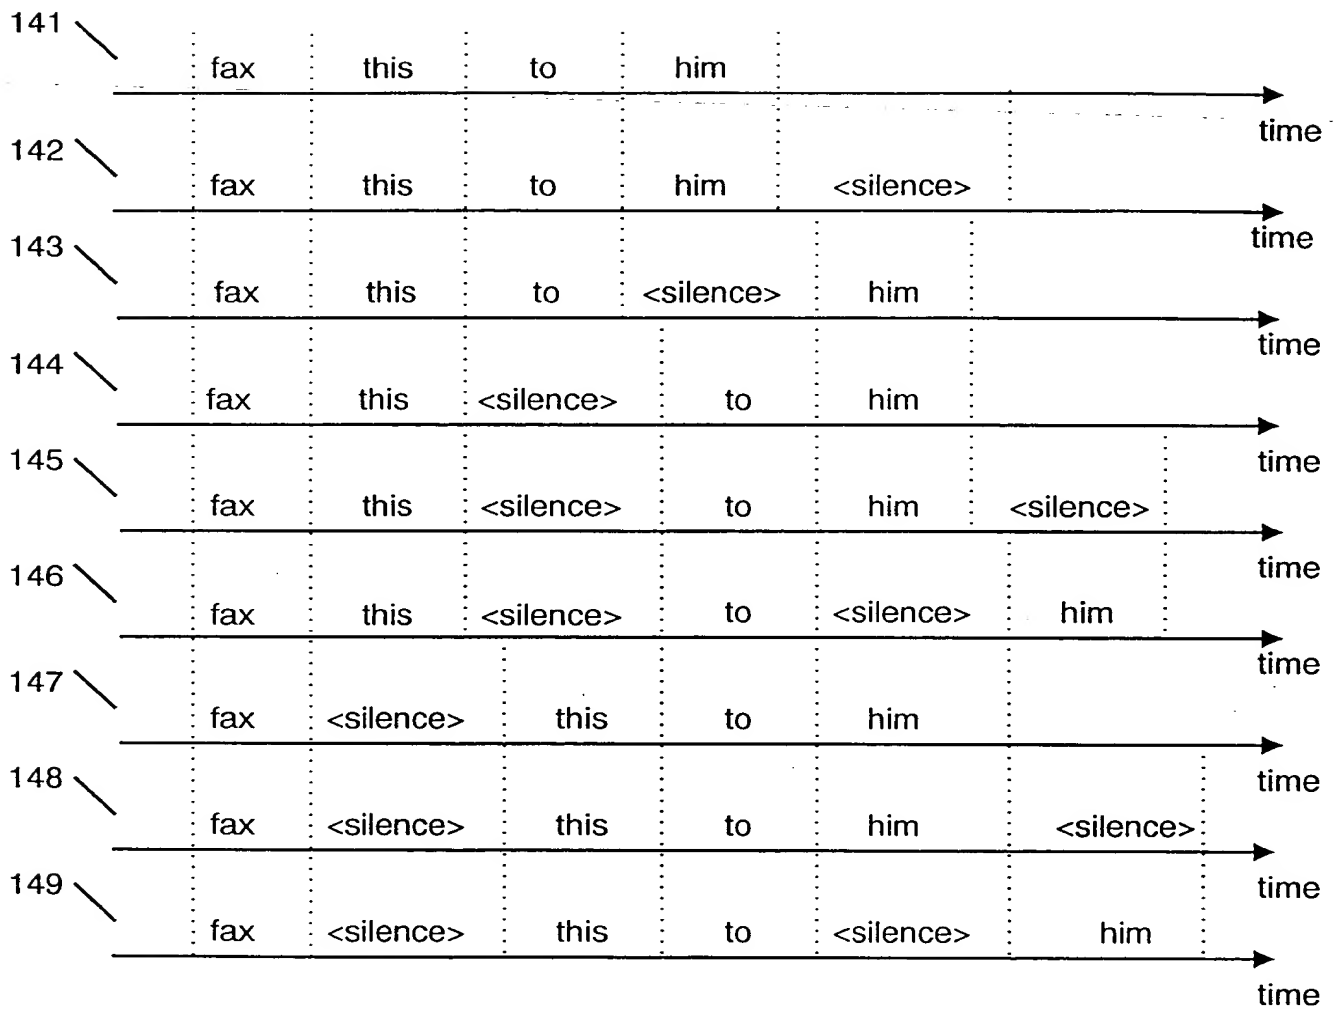 141
fax this to him
time
142
fax this to him <silence>
time
143
fax this to <silence> him
time
144
fax this <silence> to him
time
145
fax this <silence> to him <silence>
time
146
fax this <silence> to <silence> him
time
147
fax <silence> this to him
time
148
fax <silence> this to him <silence>
time
149
fax <silence> this to <silence> him
time